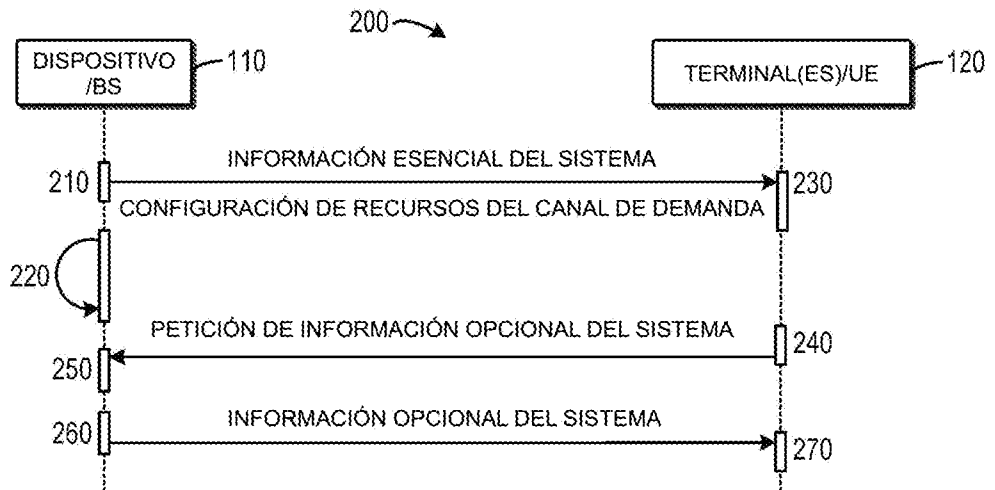 200
DISPOSITIVO
/BS
110
TERMINAL(ES)/UE
120
INFORMACIÓN ESENCIAL DEL SISTEMA
210
230
CONFIGURACIÓN DE RECURSOS DEL CANAL DE DEMANDA
220
PETICIÓN DE INFORMACIÓN OPCIONAL DEL SISTEMA
240
250
INFORMACIÓN OPCIONAL DEL SISTEMA
260
270